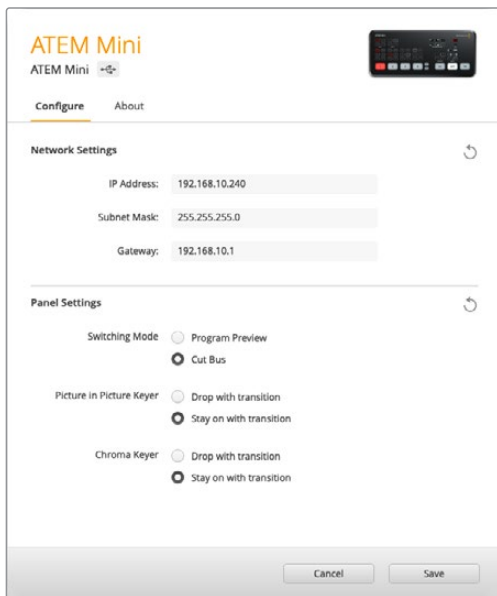 ATEM Mini
ATEM Mini
Configure About
Network Settings
IP Address: 192.168.10.240
Subnet Mask: 255.255.255.0
Gateway: 192.168.10.1
Panel Settings
Switching Mode Program Preview
Cut Bus
Picture in Picture Keyer Drop with transition
Stay on with transition
Chroma Keyer Drop with transition
Stay on with transition
Cancel Save